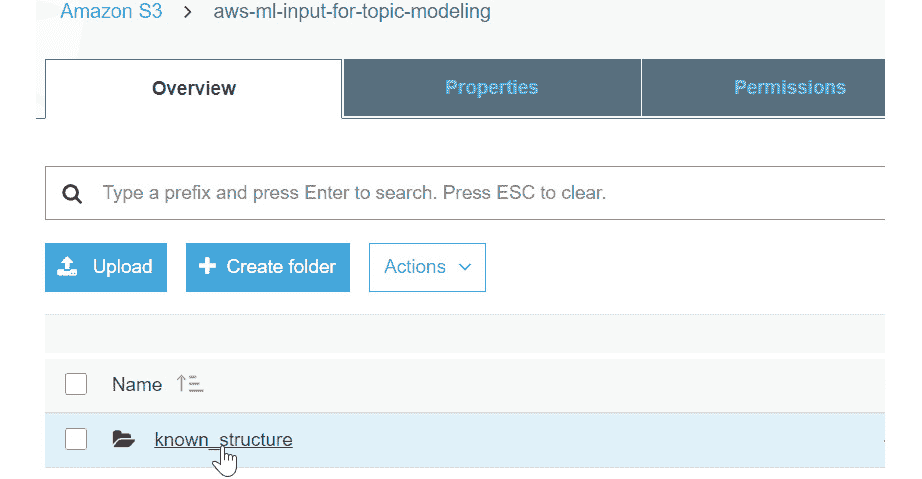 Amazon S3 > aws-ml-input-for-topic-modeling
Overview Properties Permissions
Type a prefix and press Enter to search. Press ESC to clear.
Upload Create folder Actions
Name
known_structure